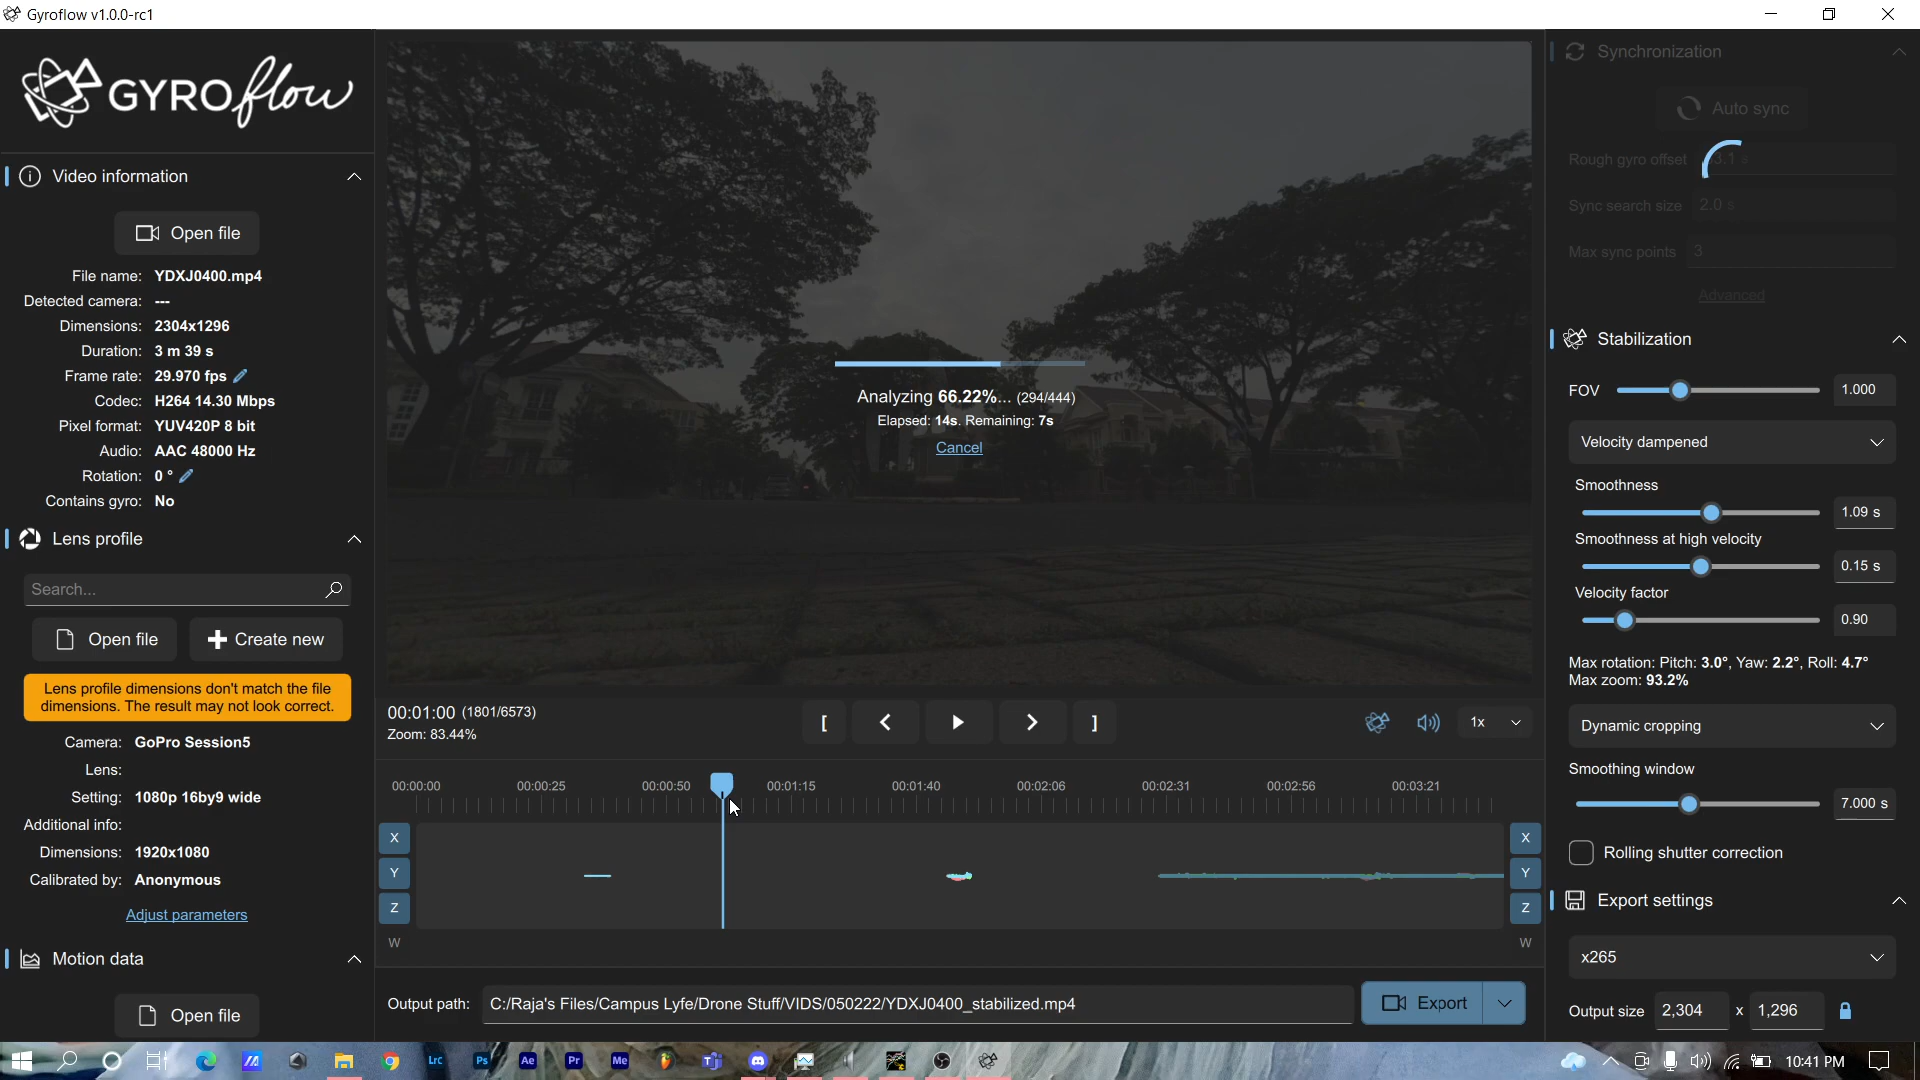 Gyroflow v1.0.0-rc1
GYROflow
Video information
Open file
File name: YDXJ0400.mp4
Detected camera: ---
Dimensions: 2304x1296
Duration: 3 m 39 s
Frame rate: 29.970 fps
Codec: H264 14.30 Mbps
Pixel format: YUV420P 8 bit
Audio: AAC 48000 Hz
Rotation: 0 °
Contains gyro: No
Lens profile
Search...
Open file
Create new
Lens profile dimensions don't match the file
dimensions. The result may not look correct.
Camera: GoPro Session5
Lens:
Setting: 1080p 16by9 wide
Additional info:
Dimensions: 1920x1080
Calibrated by: Anonymous
Adjust parameters
Motion data
Open file
Analyzing 66.22%... (294/444)
Elapsed: 14s. Remaining: 7s
Cancel
00:01:00 (1801/6573)
Zoom: 83.44%
[
]
1x
00:00:00 00:00:25 00:00:50 00:01:15 00:01:40 00:02:06 00:02:31 00:02:56 00:03:21
X X
Y Y
Z Z
W W
Output path: C:/Raja's Files/Campus Lyfe/Drone Stuff/VIDS/050222/YDXJ0400_stabilized.mp4
Export
Synchronization
Auto sync
Rough gyro offset
Sync search size 2.0 s
Max sync points 3
Advanced
Stabilization
FOV 1.000
Velocity dampened
Smoothness
1.09 s
Smoothness at high velocity
0.15 s
Velocity factor
0.90
Max rotation: Pitch: 3.0°, Yaw: 2.2°, Roll: 4.7°
Max zoom: 93.2%
Dynamic cropping
Smoothing window
7.000 s
Rolling shutter correction
Export settings
x265
Output size 2,304 x 1,296
LrC Ps Ae Pr Me
10:41 PM